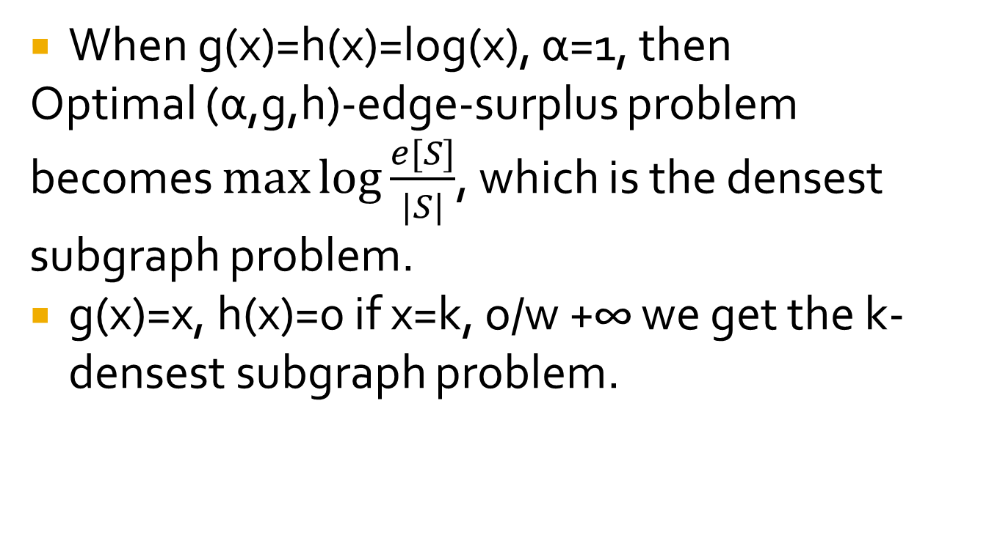 ▪ When g(x)=h(x)=log(x), α=1, then
Optimal (α,g,h)-edge-surplus problem
becomes max log e[S]/|S|, which is the densest
subgraph problem.
▪ g(x)=x, h(x)=0 if x=k, o/w +∞ we get the k-
densest subgraph problem.